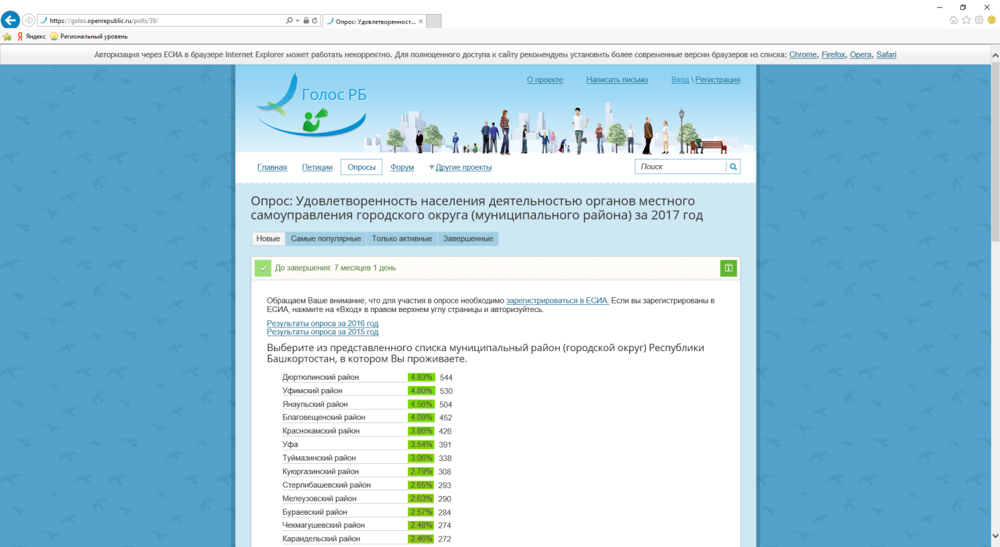 https://golos.openrepublic.ru/polls/39/
Опрос: Удовлетворенност...
Яндекс
Региональный уровень
Авторизация через ЕСИА в браузере Internet Explorer может работать некорректно. Для полноценного доступа к сайту рекомендуем установить более современные версии браузеров из списка: Chrome, Firefox, Opera, Safari
О проекте Написать письмо Вход \ Регистрация
Голос РБ
Главная Петиции Опросы Форум ▼Другие проекты Поиск
Опрос: Удовлетворенность населения деятельностью органов местного
самоуправления городского округа (муниципального района) за 2017 год
Новые Самые популярные Только активные Завершенные
До завершения: 7 месяцев 1 день
Обращаем Ваше внимание, что для участия в опросе необходимо зарегистрироваться в ЕСИА. Если вы зарегистрированы в
ЕСИА, нажмите на «Вход» в правом верхнем углу страницы и авторизуйтесь.
Результаты опроса за 2016 год
Результаты опроса за 2015 год
Выберите из представленного списка муниципальный район (городской округ) Республики
Башкортостан, в котором Вы проживаете.
Дюртюлинский район 4.93% 544
Уфимский район 4.80% 530
Янаульский район 4.56% 504
Благовещенский район 4.09% 452
Краснокамский район 3.86% 426
Уфа 3.54% 391
Туймазинский район 3.06% 338
Куюргазинский район 2.79% 308
Стерлибашевский район 2.65% 293
Мелеузовский район 2.63% 290
Бураевский район 2.57% 284
Чекмагушевский район 2.48% 274
Караидельский район 2.46% 272